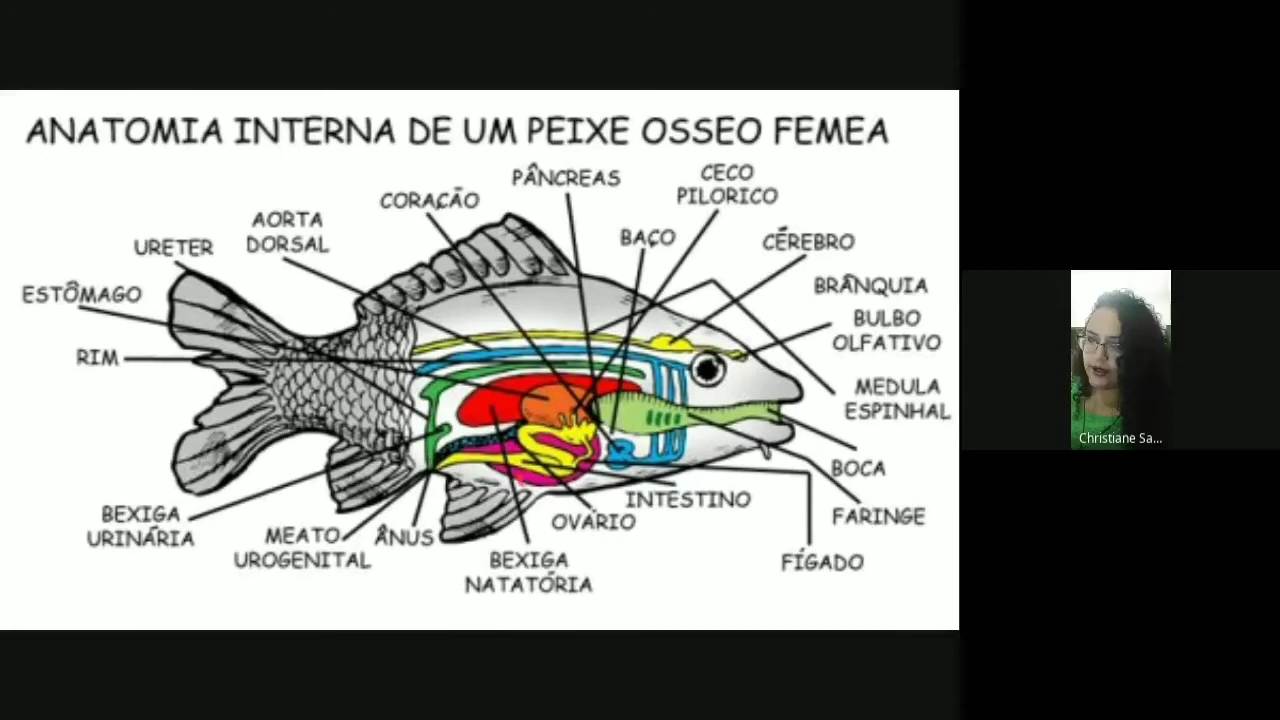 ANATOMIA INTERNA DE UM PEIXE OSSEO FEMEA
PÂNCREAS
CECO
PILORICO
CORAÇÃO
AORTA
DORSAL
BAÇO
CÉREBRO
URETER
BRÂNQUIA
ESTÔMAGO
BULBO
OLFATIVO
RIM
MEDULA
ESPINHAL
BOCA
Christiane Sa...
INTESTINO
BEXIGA
URINÁRIA
OVÁRIO
FARINGE
MEATO
UROGENITAL
ÂNUS
BEXIGA
NATATÓRIA
FÍGADO